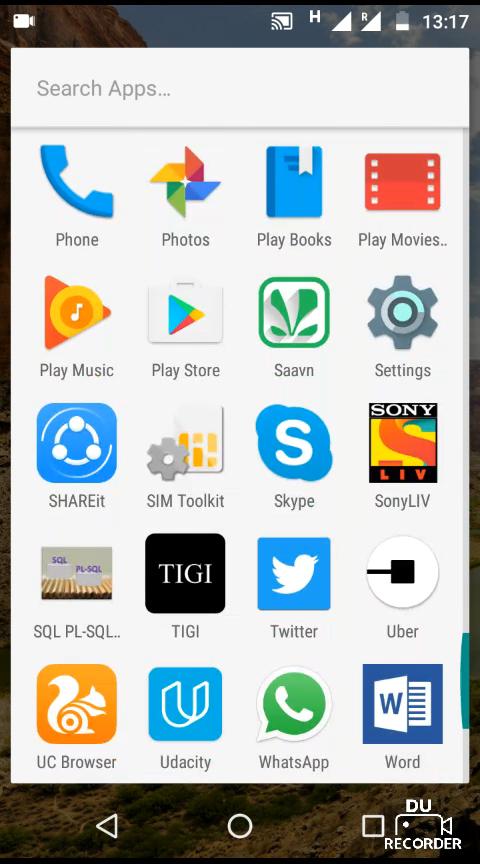 H R 13:17
Search Apps...
Phone Photos Play Books Play Movies..
Play Music Play Store Saavn Settings
SONY
LIV
SHAREit SIM Toolkit Skype SonyLIV
SQL
PL-SQL
TIGI
SQL PL-SQL.. TIGI Twitter Uber
W
UC Browser Udacity WhatsApp Word
DU
RECORDER